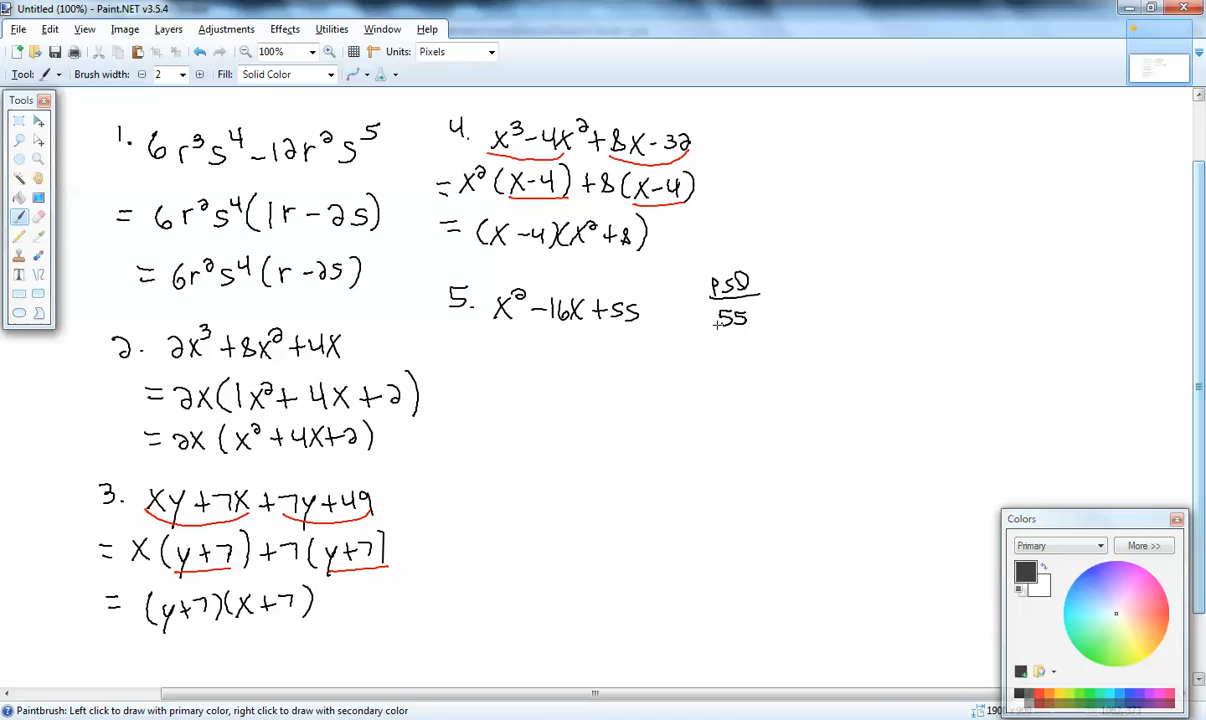 Untitled (100%) - Paint.NET v3.5.4
File Edit View Image Layers Adjustments Effects Utilities Window Help
100% Units: Pixels
Tool: Brush width: 2 Fill: Solid Color
Tools
1. 6r³s⁴ - 12r²s⁵
= 6r²s⁴(1r - 2s)
= 6r²s⁴(r - 2s)
2. 2x³ + 8x² + 4x
= 2x(1x² + 4x + 2)
= 2x(x² + 4x + 2)
3. xy + 7x + 7y + 49
= x(y+7) + 7(y+7)
= (y+7)(x+7)
4. x³ - 4x² + 8x - 32
= x²(x-4) + 8(x-4)
= (x-4)(x²+8)
5. x² - 16x + 55
55
Colors
Primary More >>
Paintbrush: Left click to draw with primary color, right click to draw with secondary color